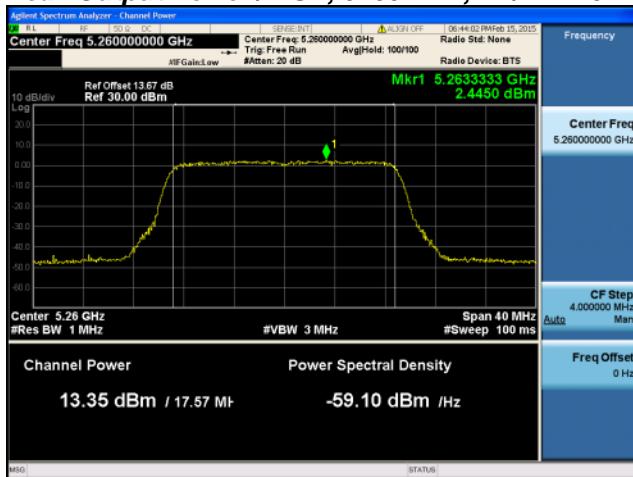 Agilent Spectrum Analyzer - Channel Power
RL RF 50 Ω DC SENSE:INT ALIGN OFF 06:44:02 PM Feb 15, 2015
Center Freq 5.260000000 GHz
Center Freq: 5.260000000 GHz
Radio Std: None
Trig: Free Run Avg|Hold: 100/100
#IFGain:Low #Atten: 20 dB Radio Device: BTS
Frequency
Ref Offset 13.67 dB
10 dB/div Ref 30.00 dBm
Mkr1 5.2633333 GHz
2.4450 dBm
Log
20.0
10.0
0.00
-10.0
-20.0
-30.0
-40.0
-50.0
-60.0
1
Center Freq
5.260000000 GHz
Center 5.26 GHz Span 40 MHz
#Res BW 1 MHz #VBW 3 MHz #Sweep 100 ms
CF Step
4.000000 MHz
Auto Man
Channel Power Power Spectral Density
13.35 dBm / 17.57 MH -59.10 dBm /Hz
Freq Offset
0 Hz
MSG STATUS